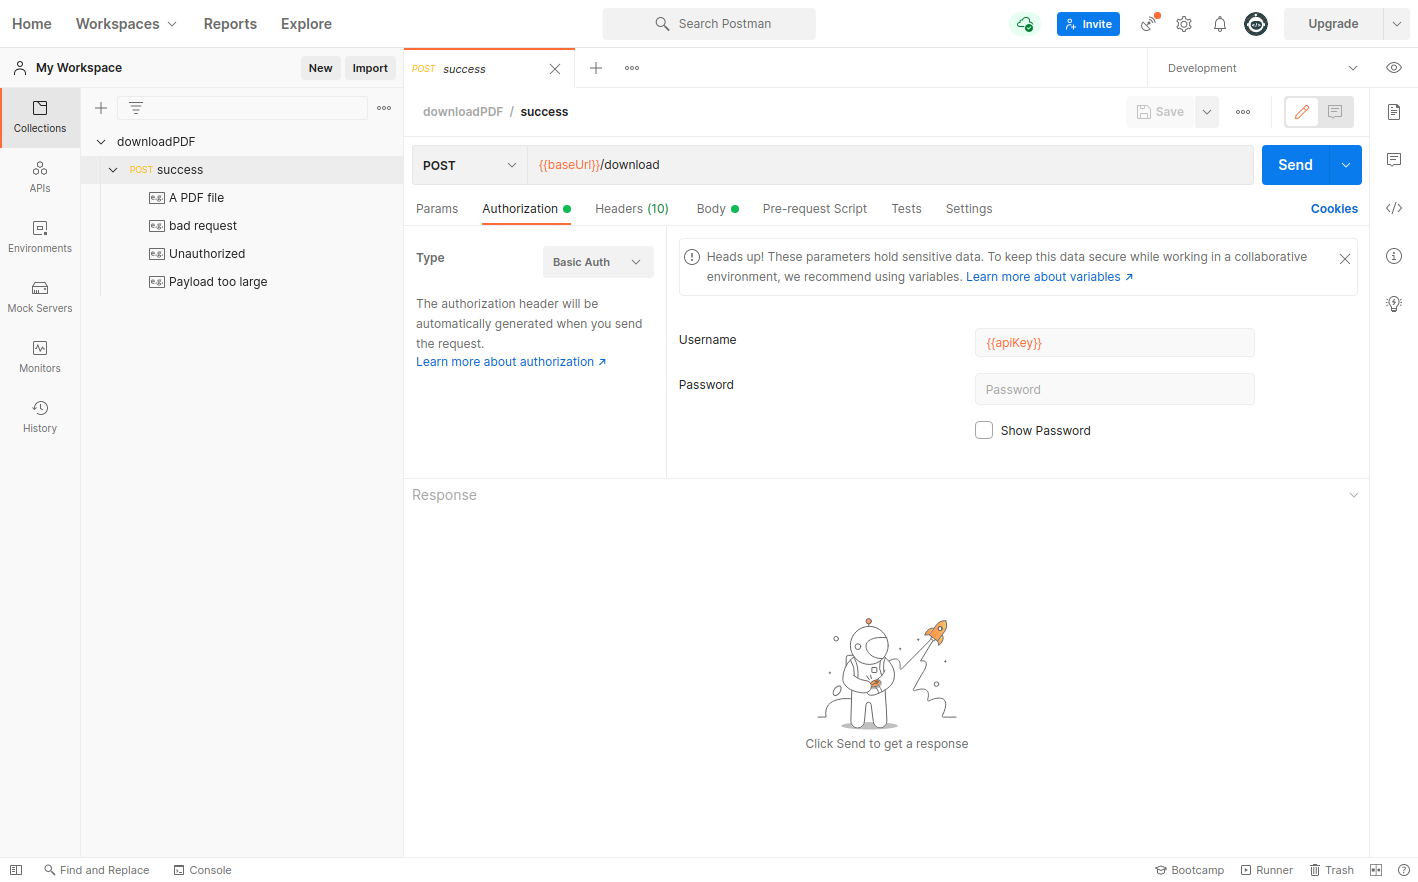 Home Workspaces Reports Explore
Search Postman
Invite
Upgrade
My Workspace
New
Import
POST success
Development
Collections
APIs
Environments
Mock Servers
Monitors
History
downloadPDF
POST success
e.g. A PDF file
e.g. bad request
e.g. Unauthorized
e.g. Payload too large
downloadPDF / success
Save
POST
{{baseUrl}}/download
Send
Params Authorization Headers (10) Body Pre-request Script Tests Settings
Cookies
Type
Basic Auth
The authorization header will be
automatically generated when you send
the request.
Learn more about authorization ↗
Heads up! These parameters hold sensitive data. To keep this data secure while working in a collaborative
environment, we recommend using variables. Learn more about variables ↗
Username
{{apiKey}}
Password
Password
Show Password
Response
Click Send to get a response
Find and Replace
Console
Bootcamp
Runner
Trash